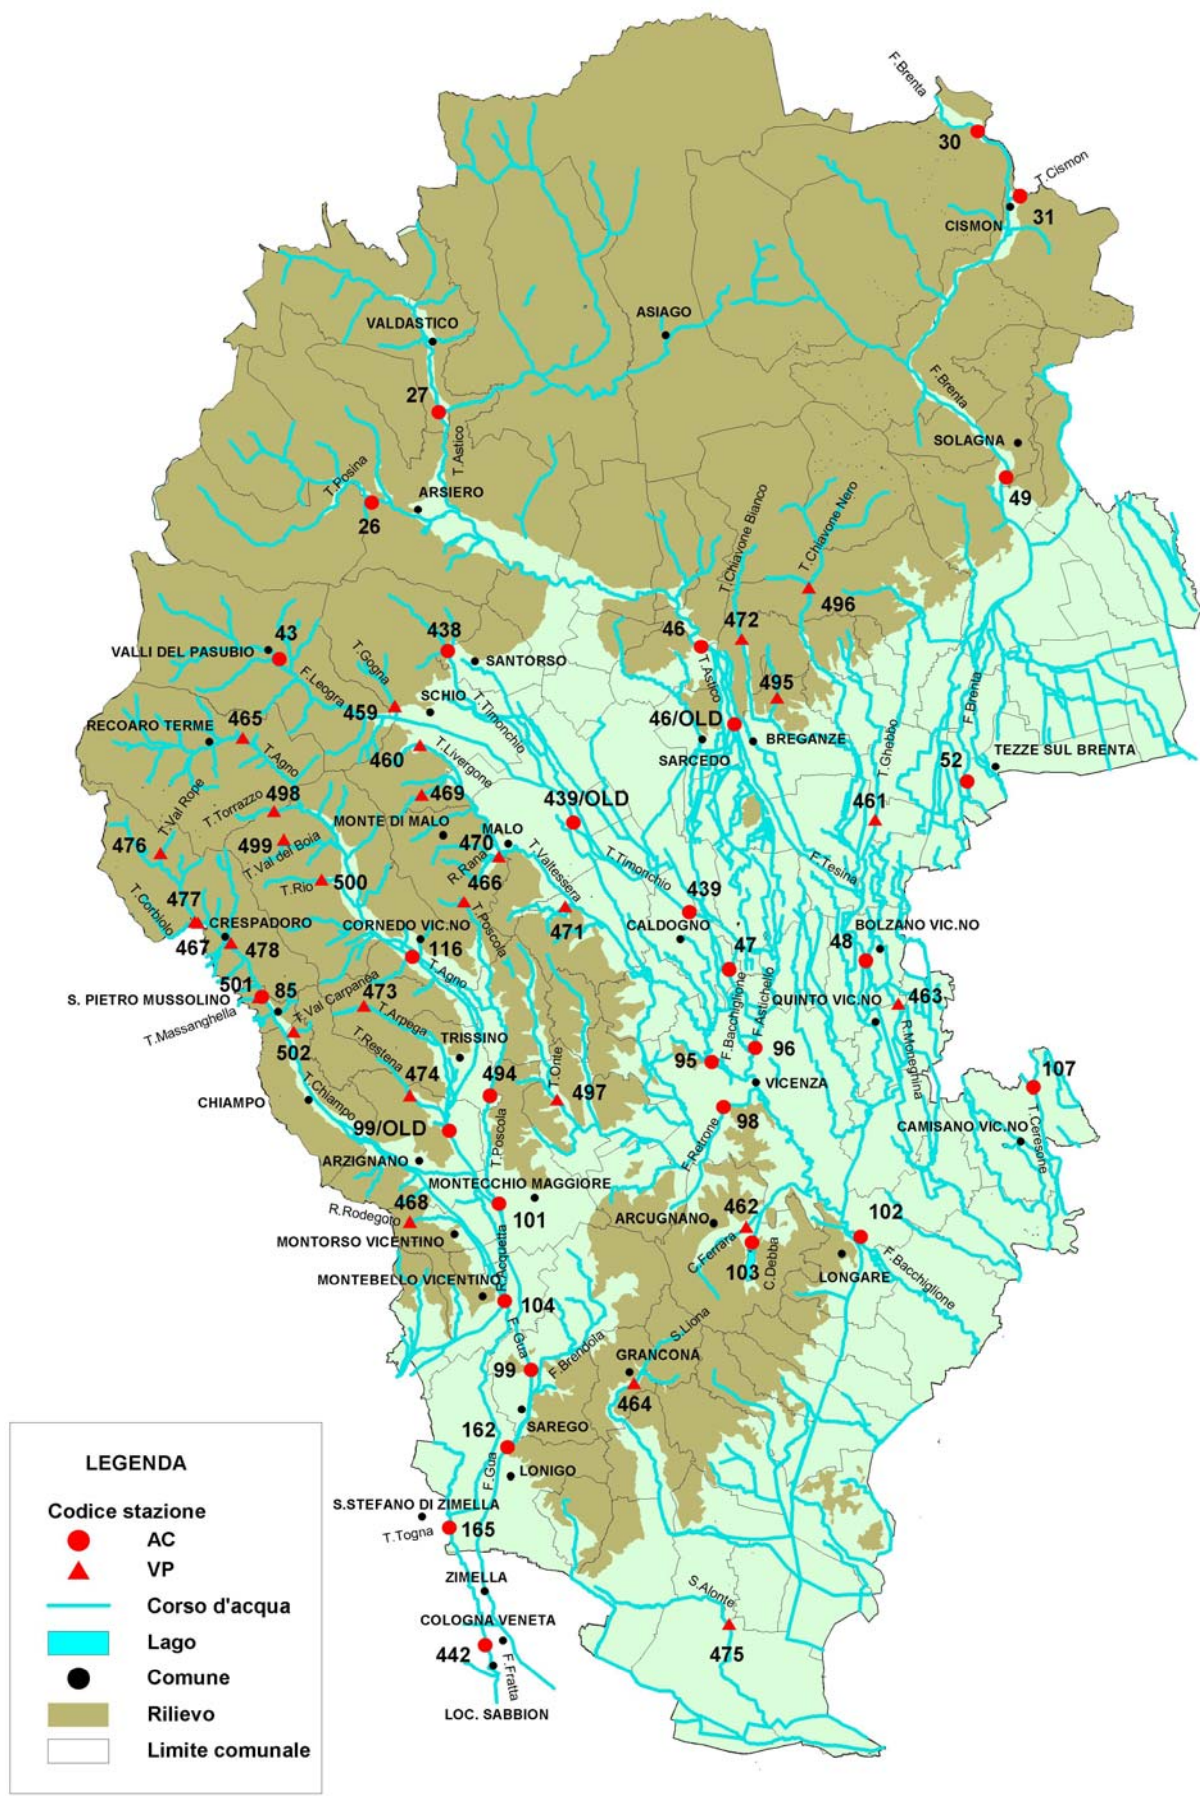 F.Brenta
30
T.Cismon
31
CISMON
ASIAGO
VALDASTICO
27
T.Astico
F.Brenta
SOLAGNA
49
T.Posina
ARSIERO
26
T.Chiavone Bianco
T.Chiavone Nero
496
472
46
T.Astico
495
43
VALLI DEL PASUBIO
438
SANTORSO
T.Gogna
F.Leogra
SCHIO
T.Timonchio
459
RECOARO TERME
465
T.Agno
460
T.Livergone
46/OLD
BREGANZE
SARCEDO
T.Ghebbo
F.Brenta
TEZZE SUL BRENTA
52
T.Val Rope
T.Torrazzo
498
469
439/OLD
461
MONTE DI MALO
MALO
476
499
T.Val del Boia
470
R.Rana
T.Valtessera
T.Timonchio
F.Tesina
T.Rio
500
466
T.Corbiolo
477
CRESPADORO
467
478
CORNEDO VIC.NO
116
T.Poscola
471
439
CALDOGNO
BOLZANO VIC.NO
48
47
T.Agno
501
85
S. PIETRO MUSSOLINO
T.Val Carpanèa
473
T.Arpega
QUINTO VIC.NO
463
T.Massanghella
502
F.Bacchiglione
F.Astichello
R.Moneghina
T.Restena
TRISSINO
95
96
474
494
T.Onte
497
VICENZA
107
CHIAMPO
T.Chiampo
98
CAMISANO VIC.NO
T.Ceresone
99/OLD
T.Poscola
F.Retrone
ARZIGNANO
MONTECCHIO MAGGIORE
R.Rodegoto
468
101
ARCUGNANO
462
102
MONTORSO VICENTINO
R.Acquetta
C.Ferrara
103
C.Debba
LONGARE
F.Bacchiglione
MONTEBELLO VICENTINO
104
F.Gua
F.Brendola
S.Liona
GRANCONA
99
464
SAREGO
162
F.Gua
LONIGO
S.STEFANO DI ZIMELLA
T.Togna
165
ZIMELLA
S.Alonte
COLOGNA VENETA
442
F.Fratta
475
LOC. SABBION
LEGENDA
Codice stazione
AC
VP
Corso d'acqua
Lago
Comune
Rilievo
Limite comunale